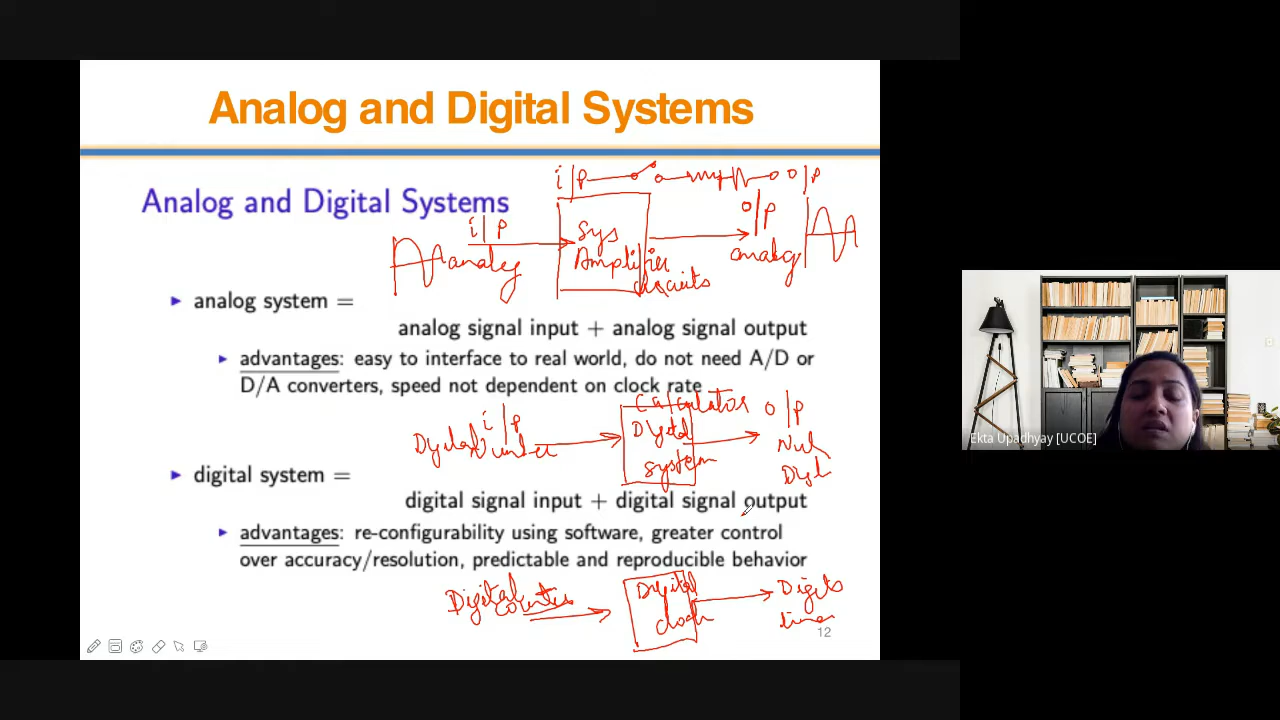 Analog and Digital Systems
Analog and Digital Systems
i|P o|P
i|P o|P
analog Sys analog
Amplifier
circuits
▶ analog system =
analog signal input + analog signal output
▶ advantages: easy to interface to real world, do not need A/D or
D/A converters, speed not dependent on clock rate
Calculator
i|P Digital o|P
system
▶ digital system =
digital signal input + digital signal output
▶ advantages: re-configurability using software, greater control
over accuracy/resolution, predictable and reproducible behavior
Digital Digital Digits
counter clock
12
Ekta Upadhyay [UCOE]